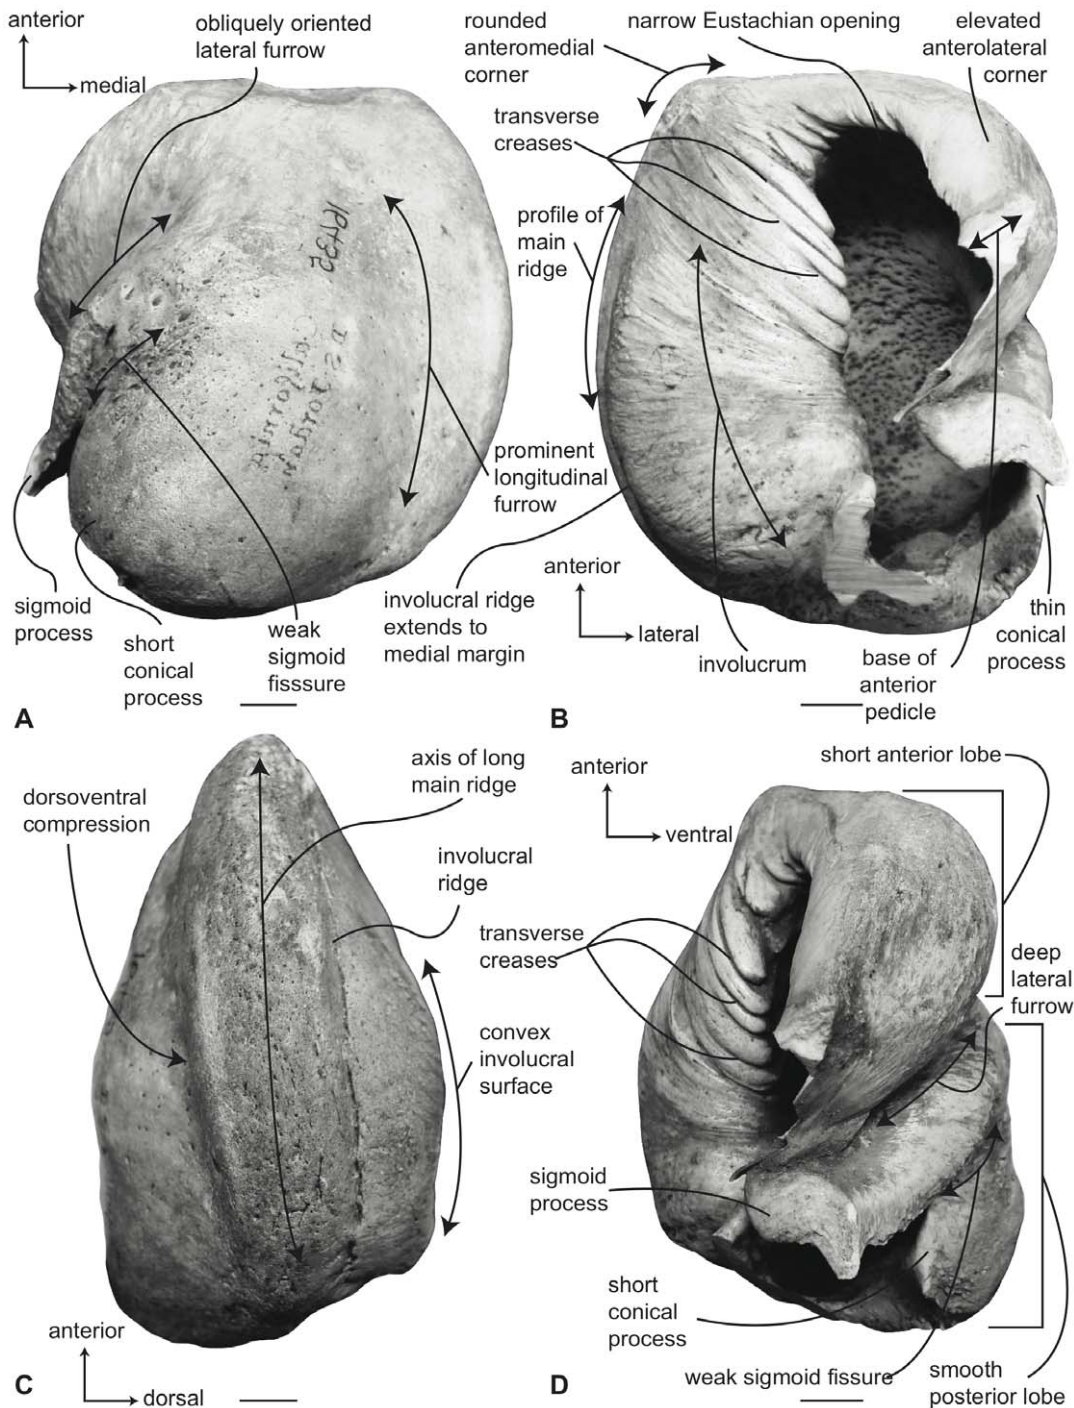 anterior
medial
obliquely oriented
lateral furrow
rounded
anteromedial
corner
narrow Eustachian opening
elevated
anterolateral
corner
transverse
creases
profile of
main
ridge
prominent
longitudinal
furrow
sigmoid
process
short
conical
process
weak
sigmoid
fisssure
involucral ridge
extends to
medial margin
anterior
lateral
involucrum
base of
anterior
pedicle
thin
conical
process
A
B
dorsoventral
compression
axis of long
main ridge
involucral
ridge
convex
involucral
surface
anterior
dorsal
C
anterior
ventral
short anterior lobe
transverse
creases
deep
lateral
furrow
sigmoid
process
short
conical
process
weak sigmoid fissure
smooth
posterior lobe
D
California